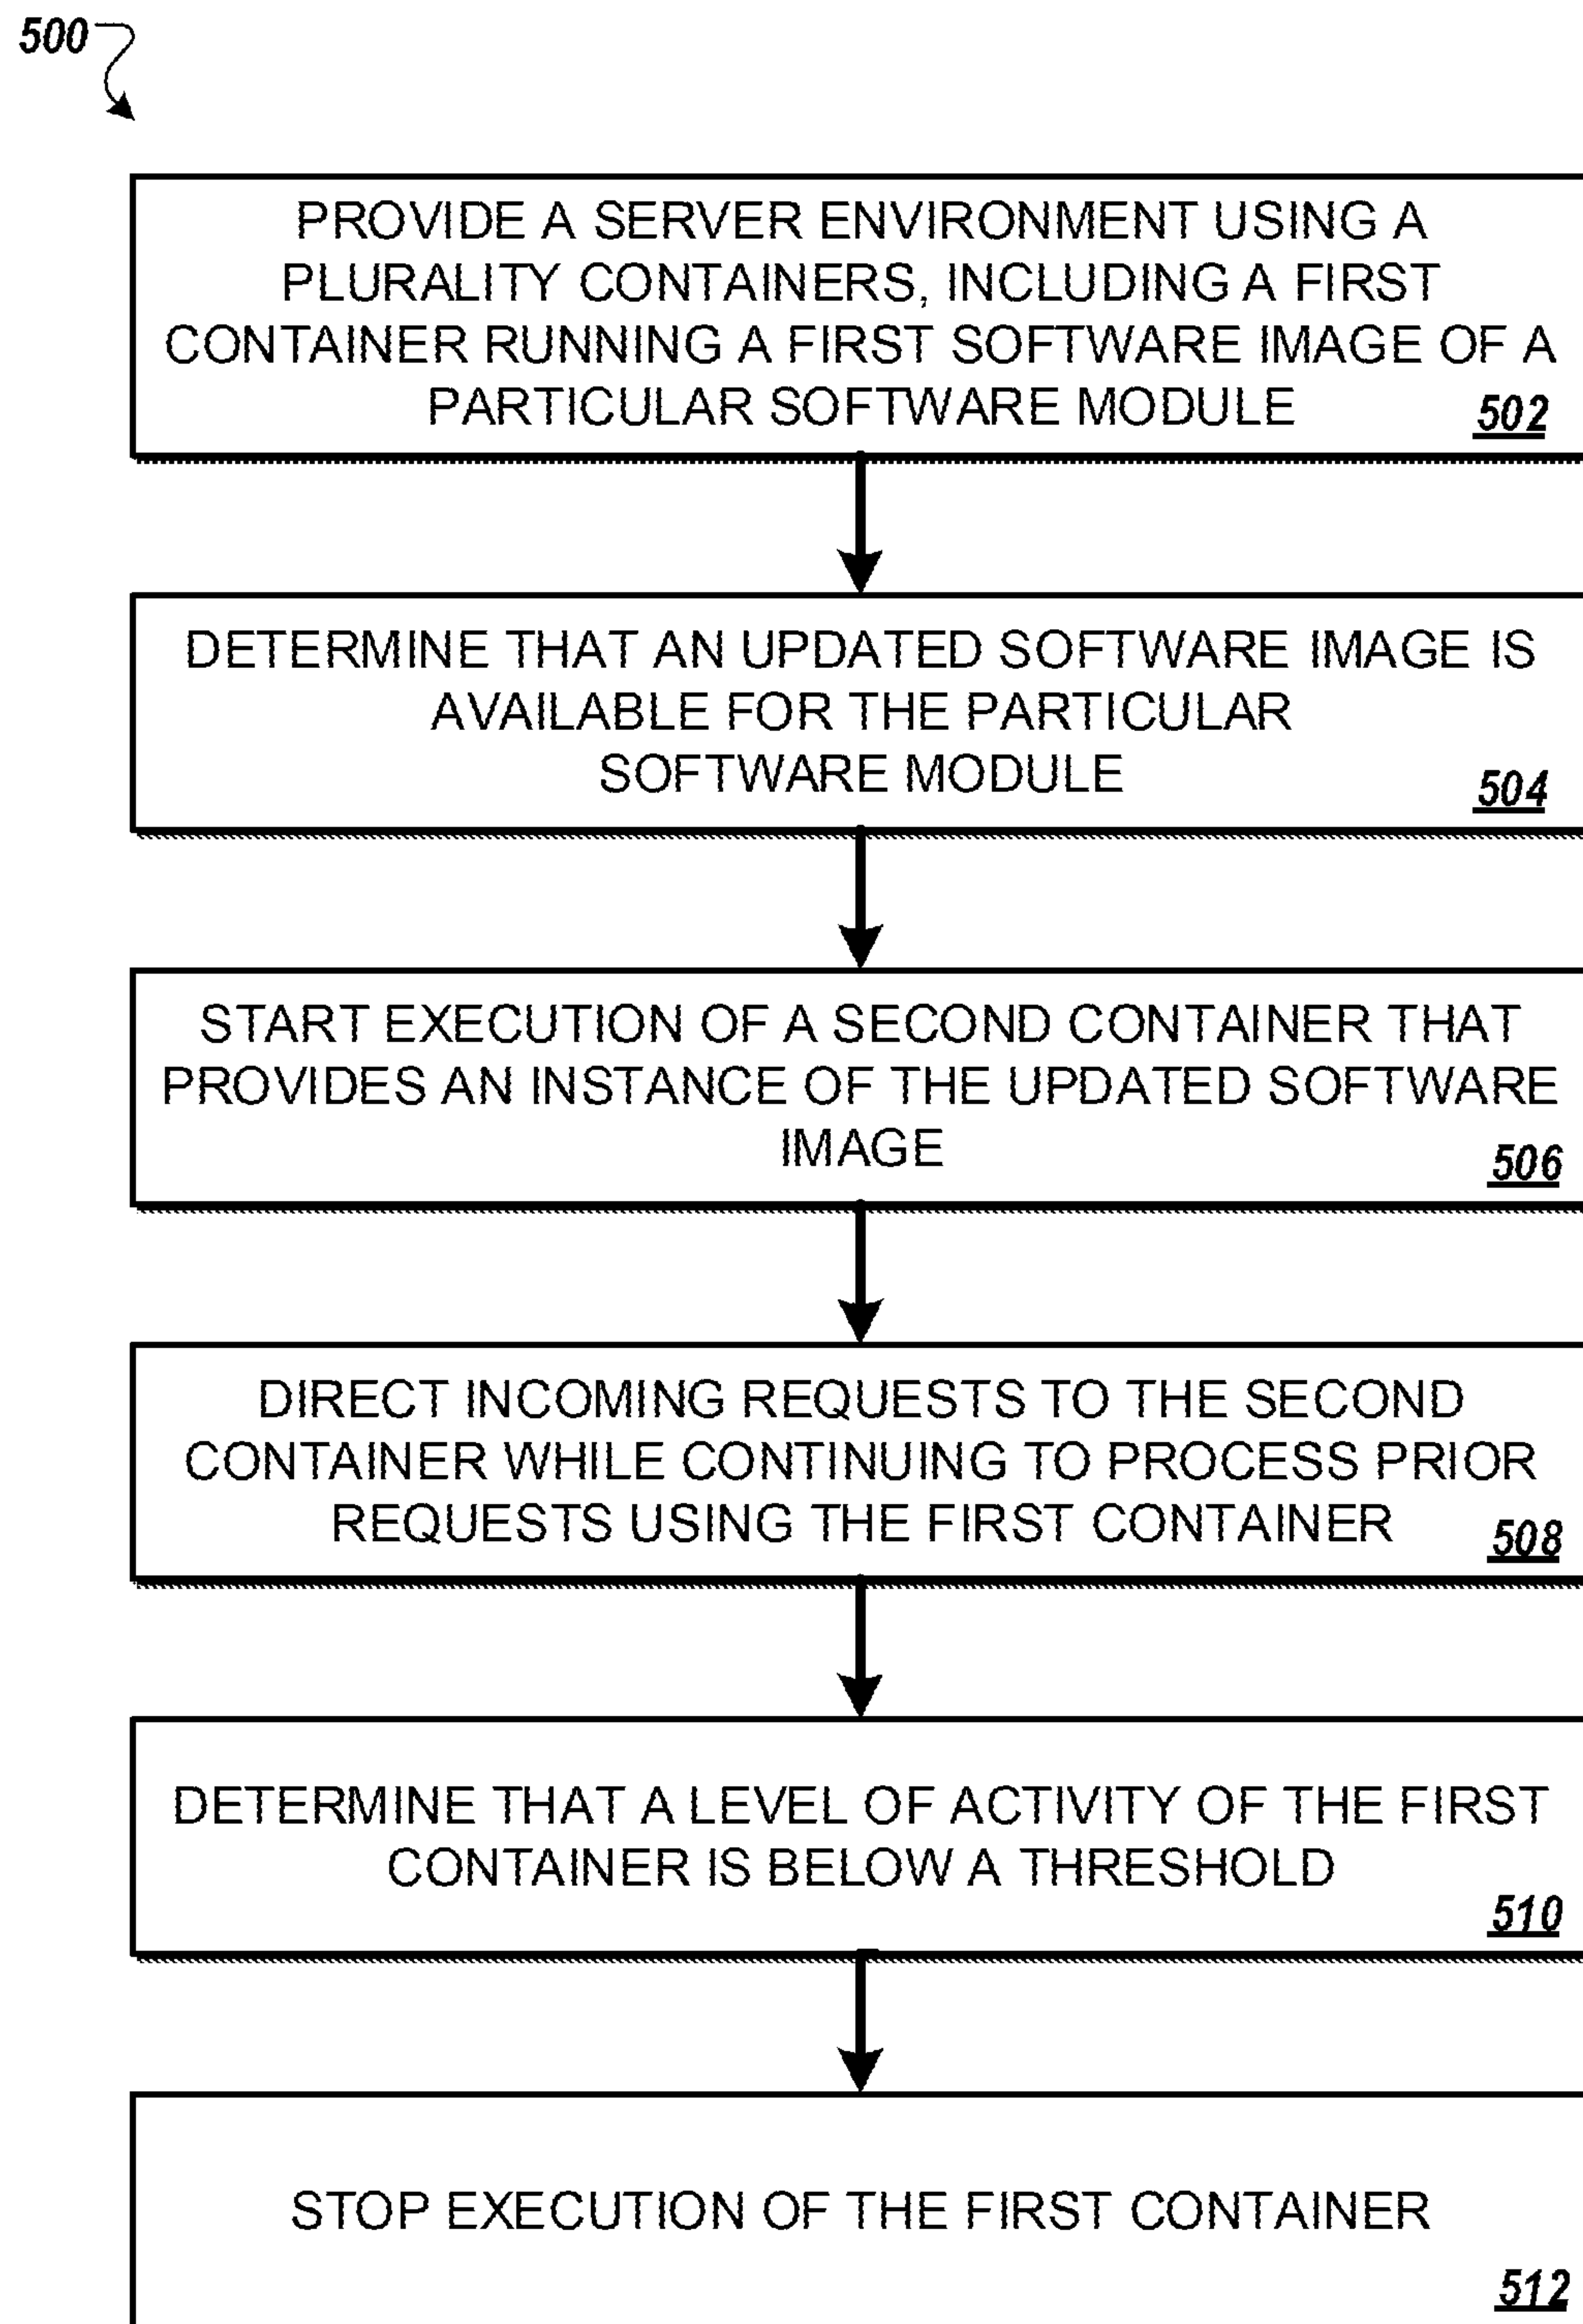 500
PROVIDE A SERVER ENVIRONMENT USING A
PLURALITY CONTAINERS, INCLUDING A FIRST
CONTAINER RUNNING A FIRST SOFTWARE IMAGE OF A
PARTICULAR SOFTWARE MODULE 502
DETERMINE THAT AN UPDATED SOFTWARE IMAGE IS
AVAILABLE FOR THE PARTICULAR
SOFTWARE MODULE
504
START EXECUTION OF A SECOND CONTAINER THAT
PROVIDES AN INSTANCE OF THE UPDATED SOFTWARE
IMAGE
506
DIRECT INCOMING REQUESTS TO THE SECOND
CONTAINER WHILE CONTINUING TO PROCESS PRIOR
REQUESTS USING THE FIRST CONTAINER
508
DETERMINE THAT A LEVEL OF ACTIVITY OF THE FIRST
CONTAINER IS BELOW A THRESHOLD
510
STOP EXECUTION OF THE FIRST CONTAINER
512